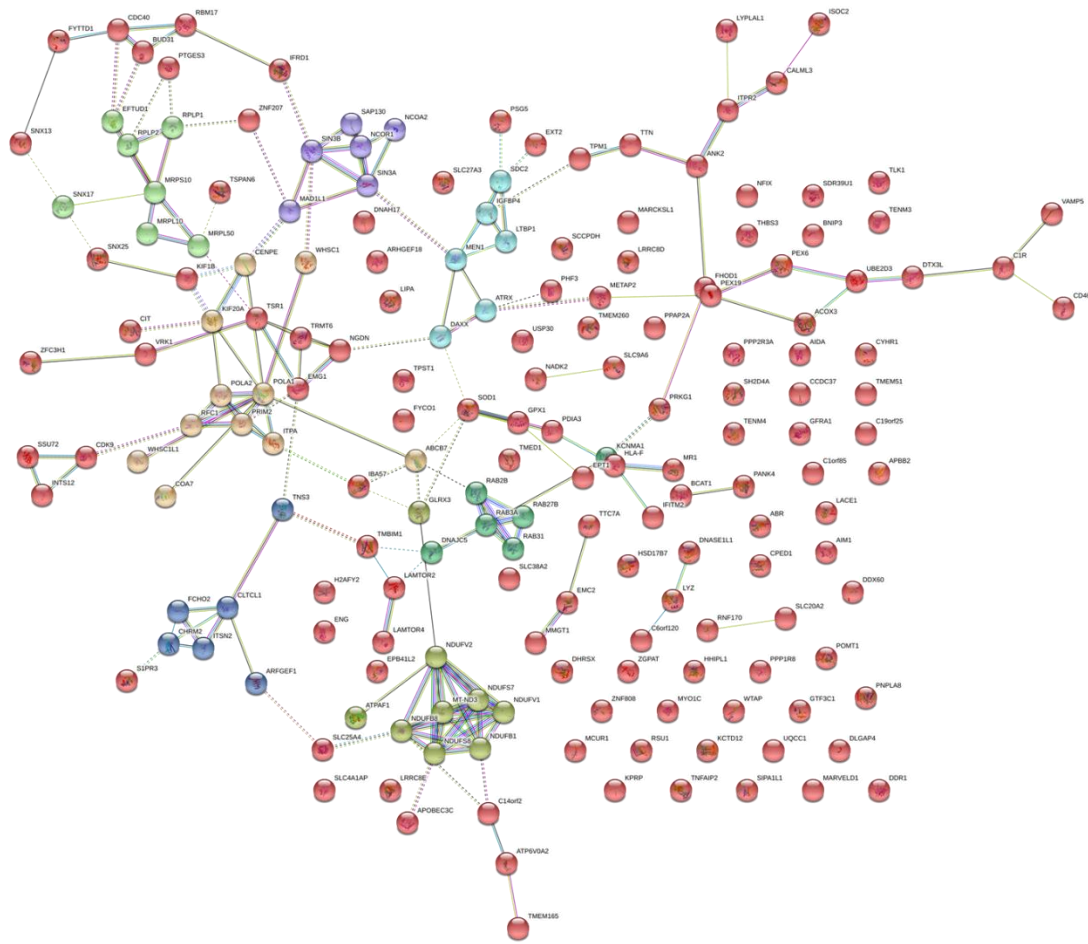 FYTTD1
CDC40
RBM17
BUD31
PTGES3
IFRD1
LYPLAL1
ISOC2
CALML3
ITPR2
EFTUD1
RPLP1
RPLP2
ZNF207
SAP130
NCOR1
NCOA2
SIN3B
SIN3A
PSG5
EXT2
TTN
TPM1
ANK2
SNX13
SNX17
MRPS10
TSPAN6
MAD1L1
SLC27A3
SDC2
IGFBP4
LTBP1
MRPL10
MRPL50
DNAH17
NFIX
SDR39U1
TLK1
MARCKSL1
THBS3
BNIP3
TENM3
VAMP5
SNX25
KIF1B
CENPE
WHSC1
ARHGEF18
MEN1
SCCPDH
LRRC8D
PEX6
UBE2D3
DTX3L
C1R
LIPA
ATRX
PHF3
METAP2
FHOD1
PEX19
ACOX3
CIT
KIF20A
TSR1
DAXX
USP30
TMEM260
PPAP2A
ZFC3H1
VRK1
TRMT6
NGDN
PPP2R3A
AIDA
CYHR1
EMG1
TPST1
NADK2
SLC9A6
SH2D4A
CCDC37
TMEM51
POLA2
POLA1
RFC1
PRIM2
ITPA
FYCO1
SOD1
GPX1
PDIA3
PRKG1
TENM4
GFRA1
C19orf25
SSU72
CDK9
INTS12
WHSC1L1
COA7
IBA57
ABCB7
TMED1
KCNMA1
HLA-F
EPT1
MR1
C1orf85
APBB2
BCAT1
PANK4
IFITM2
TNS3
GLRX3
RAB2B
RAB27B
RAB3A
RAB31
TTC7A
ABR
LACE1
TMBIM1
DNAJC5
SLC38A2
HSD17B7
DNASE1L1
CPED1
AIM1
H2AFY2
LAMTOR2
EMC2
LYZ
DDX60
FCHO2
CLTCL1
CHRM2
ITSN2
ENG
LAMTOR4
MMGT1
C6orf120
RNF170
SLC20A2
S1PR3
ARFGEF1
EPB41L2
NDUFV2
DHRSX
ZGPAT
HHIPL1
PPP1R8
POMT1
ATPAF1
MT-ND3
NDUFS7
NDUFV1
ZNF808
MYO1C
WTAP
GTF3C1
PNPLA8
SLC25A4
NDUFB8
NDUFS8
NDUFB1
MCUR1
RSU1
KCTD12
UQCC1
DLGAP4
SLC4A1AP
LRRC8E
KPRP
TNFAIP2
SIPA1L1
MARVELD1
DDR1
APOBEC3C
C14orf2
ATP6V0A2
TMEM165